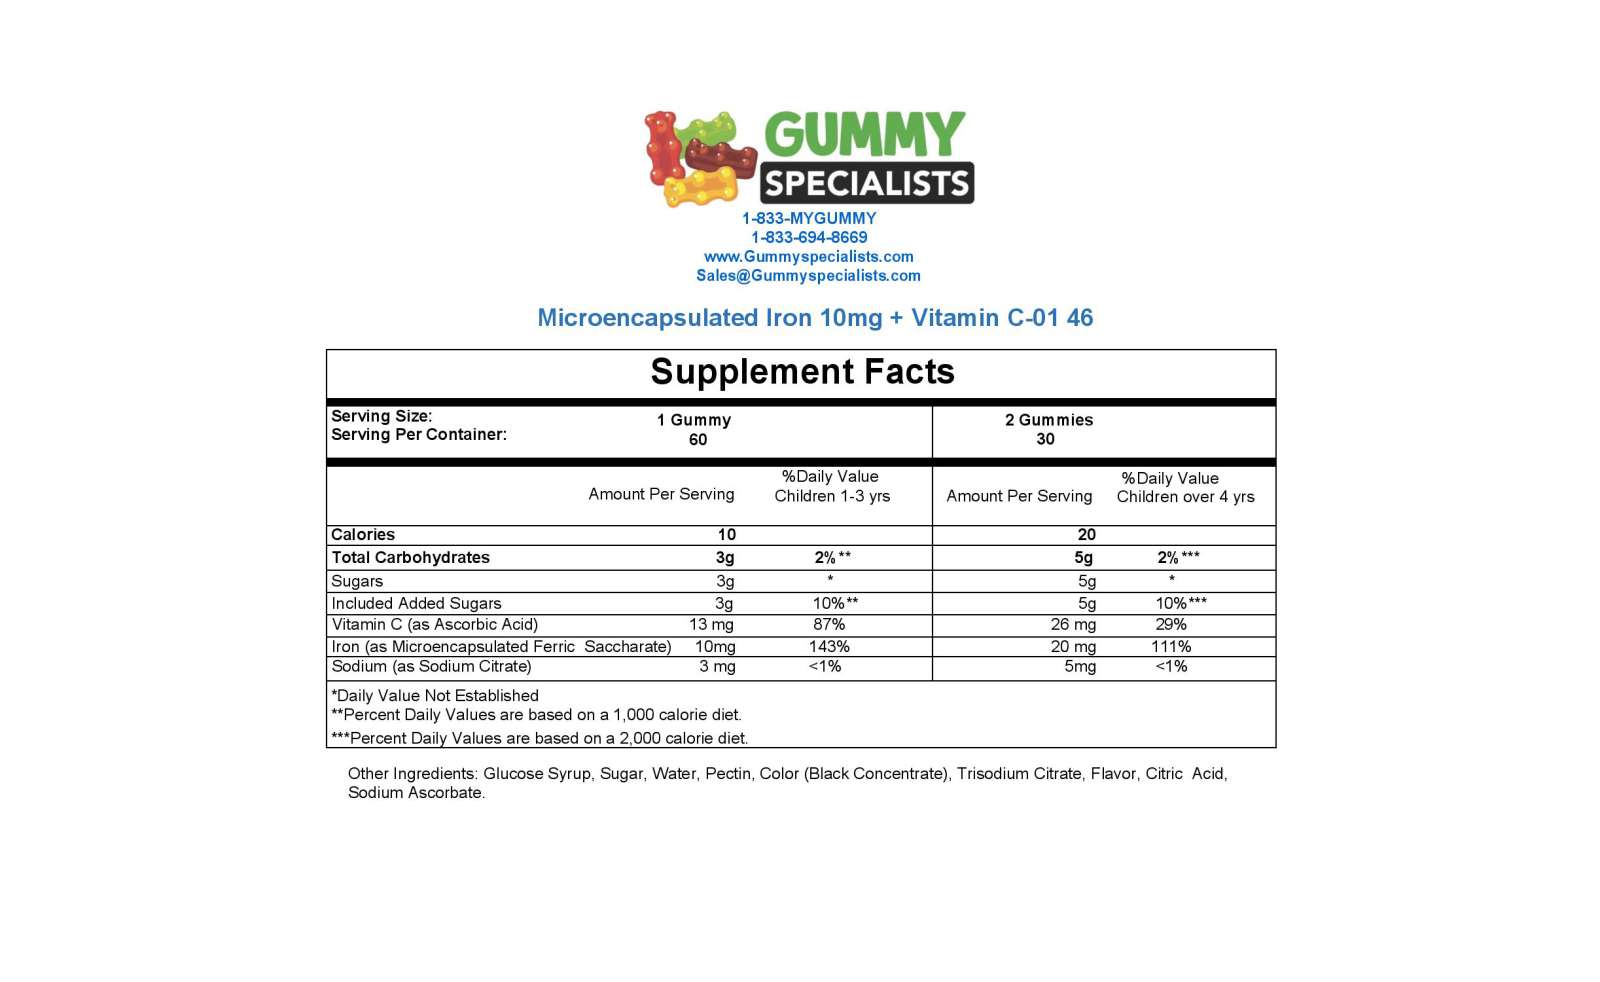 GUMMY
SPECIALISTS
1-833-MYGUMMY
1-833-694-8669
www.Gummyspecialists.com
Sales@Gummyspecialists.com
Microencapsulated Iron 10mg + Vitamin C-01 46
Supplement Facts
Serving Size: 1 Gummy 2 Gummies
Serving Per Container: 60 30
%Daily Value %Daily Value
Amount Per Serving Children 1-3 yrs Amount Per Serving Children over 4 yrs
Calories 10 20
Total Carbohydrates 3g 2%** 5g 2%***
Sugars 3g * 5g *
Included Added Sugars 3g 10%** 5g 10%***
Vitamin C (as Ascorbic Acid) 13 mg 87% 26 mg 29%
Iron (as Microencapsulated Ferric Saccharate) 10mg 143% 20 mg 111%
Sodium (as Sodium Citrate) 3 mg <1% 5mg <1%
*Daily Value Not Established
**Percent Daily Values are based on a 1,000 calorie diet.
***Percent Daily Values are based on a 2,000 calorie diet.
Other Ingredients: Glucose Syrup, Sugar, Water, Pectin, Color (Black Concentrate), Trisodium Citrate, Flavor, Citric Acid,
Sodium Ascorbate.